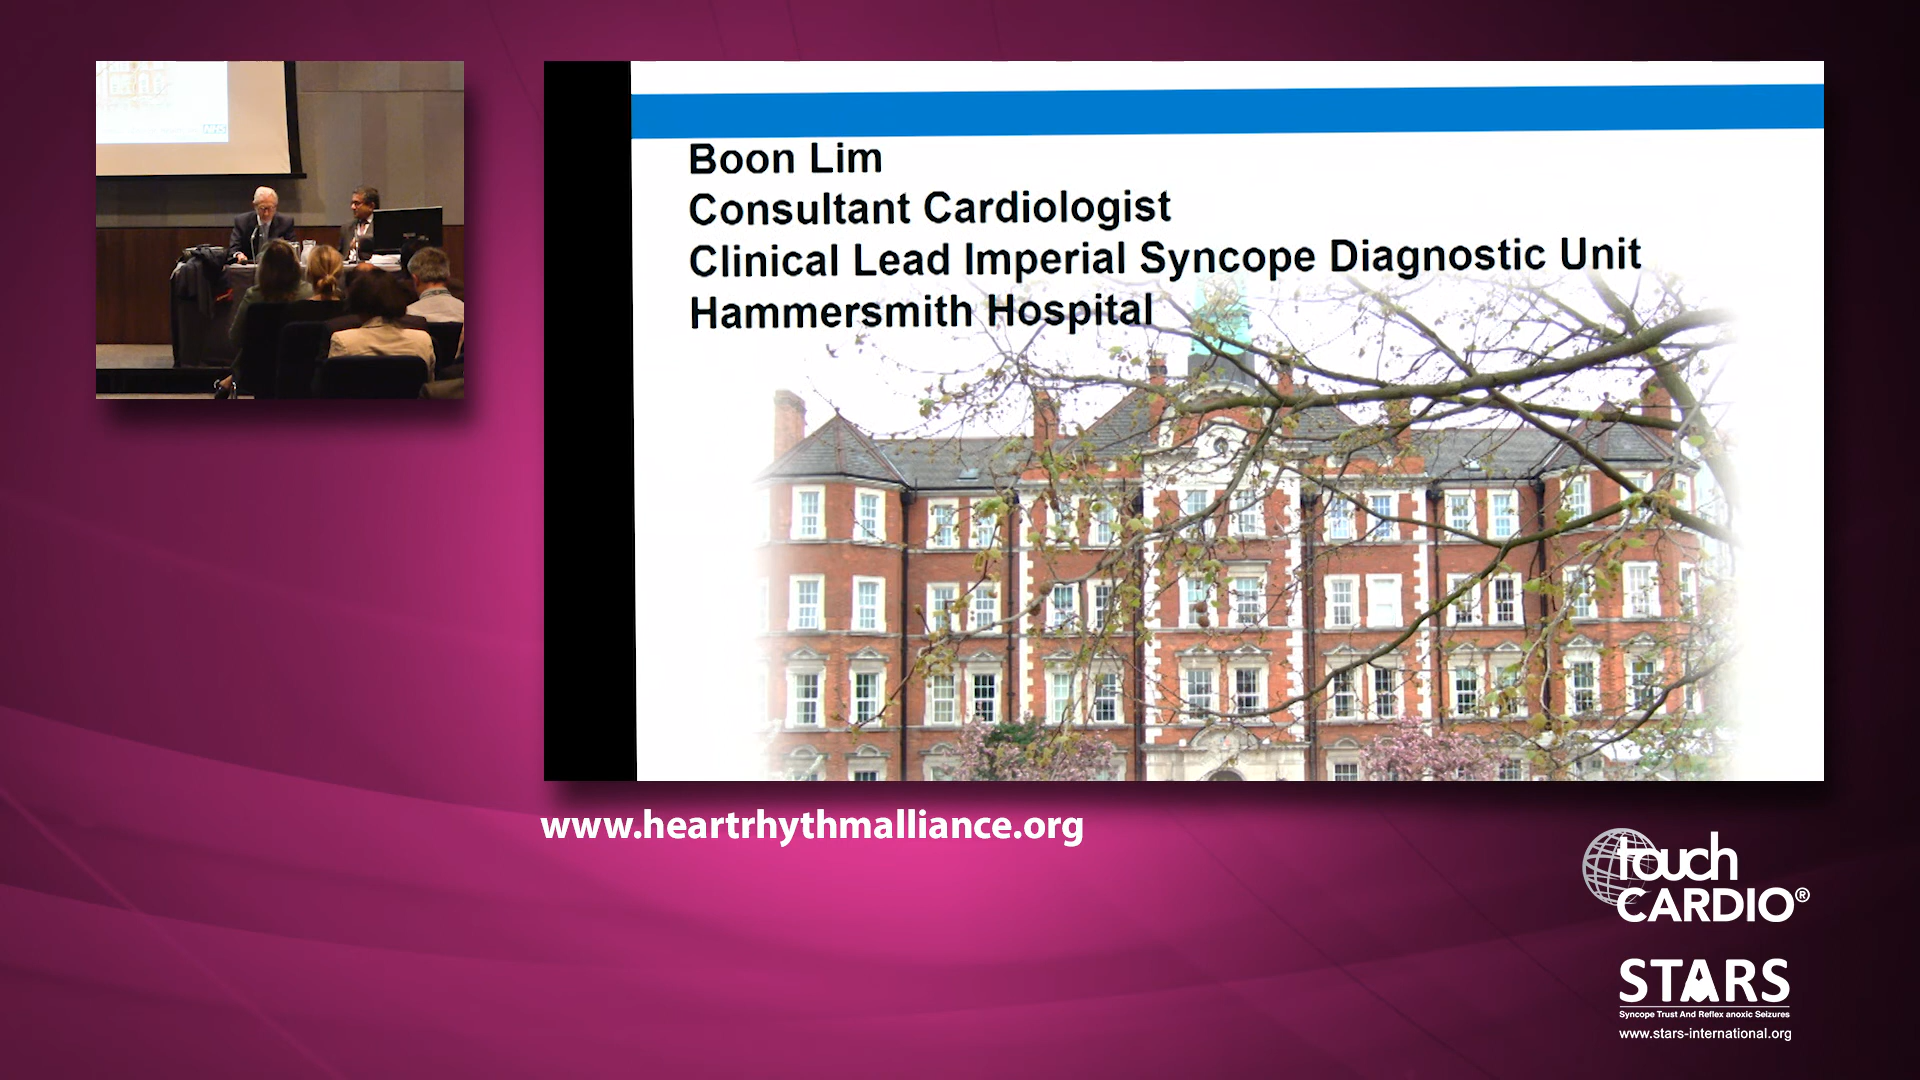 NHS
Boon Lim
Consultant Cardiologist
Clinical Lead Imperial Syncope Diagnostic Unit
Hammersmith Hospital
www.heartrhythmalliance.org
touch
CARDIO®
STARS
Syncope Trust And Reflex anoxic Seizures
www.stars-international.org